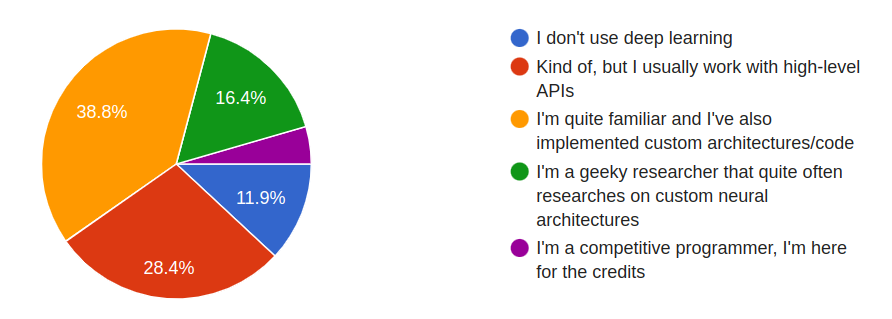 38.8%
16.4%
11.9%
28.4%
I don't use deep learning
Kind of, but I usually work with high-level
APIs
I'm quite familiar and I've also
implemented custom architectures/code
I'm a geeky researcher that quite often
researches on custom neural
architectures
I'm a competitive programmer, I'm here
for the credits